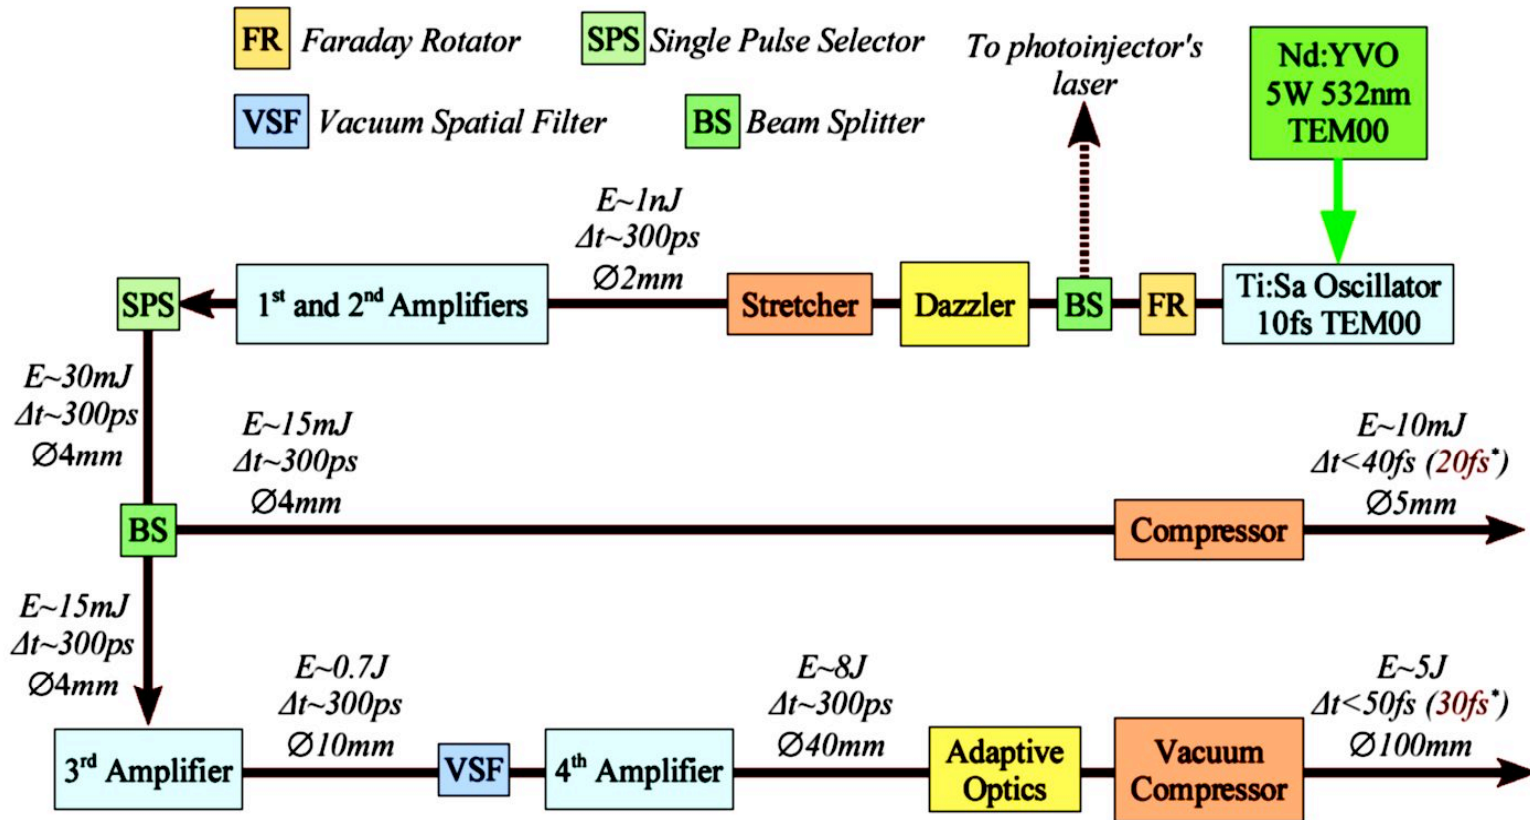 FR Faraday Rotator
SPS Single Pulse Selector
VSF Vacuum Spatial Filter
BS Beam Splitter
To photoinjector's
laser
Nd:YVO
5W 532nm
TEM00
E~1nJ
Δt~300ps
Ø2mm
SPS
1st and 2nd Amplifiers
Stretcher
Dazzler
BS
FR
Ti:Sa Oscillator
10fs TEM00
E~30mJ
Δt~300ps
Ø4mm
E~15mJ
Δt~300ps
Ø4mm
E~10mJ
Δt<40fs (20fs*)
Ø5mm
BS
Compressor
E~15mJ
Δt~300ps
Ø4mm
E~0.7J
Δt~300ps
Ø10mm
E~8J
Δt~300ps
Ø40mm
E~5J
Δt<50fs (30fs*)
Ø100mm
3rd Amplifier
VSF
4th Amplifier
Adaptive
Optics
Vacuum
Compressor